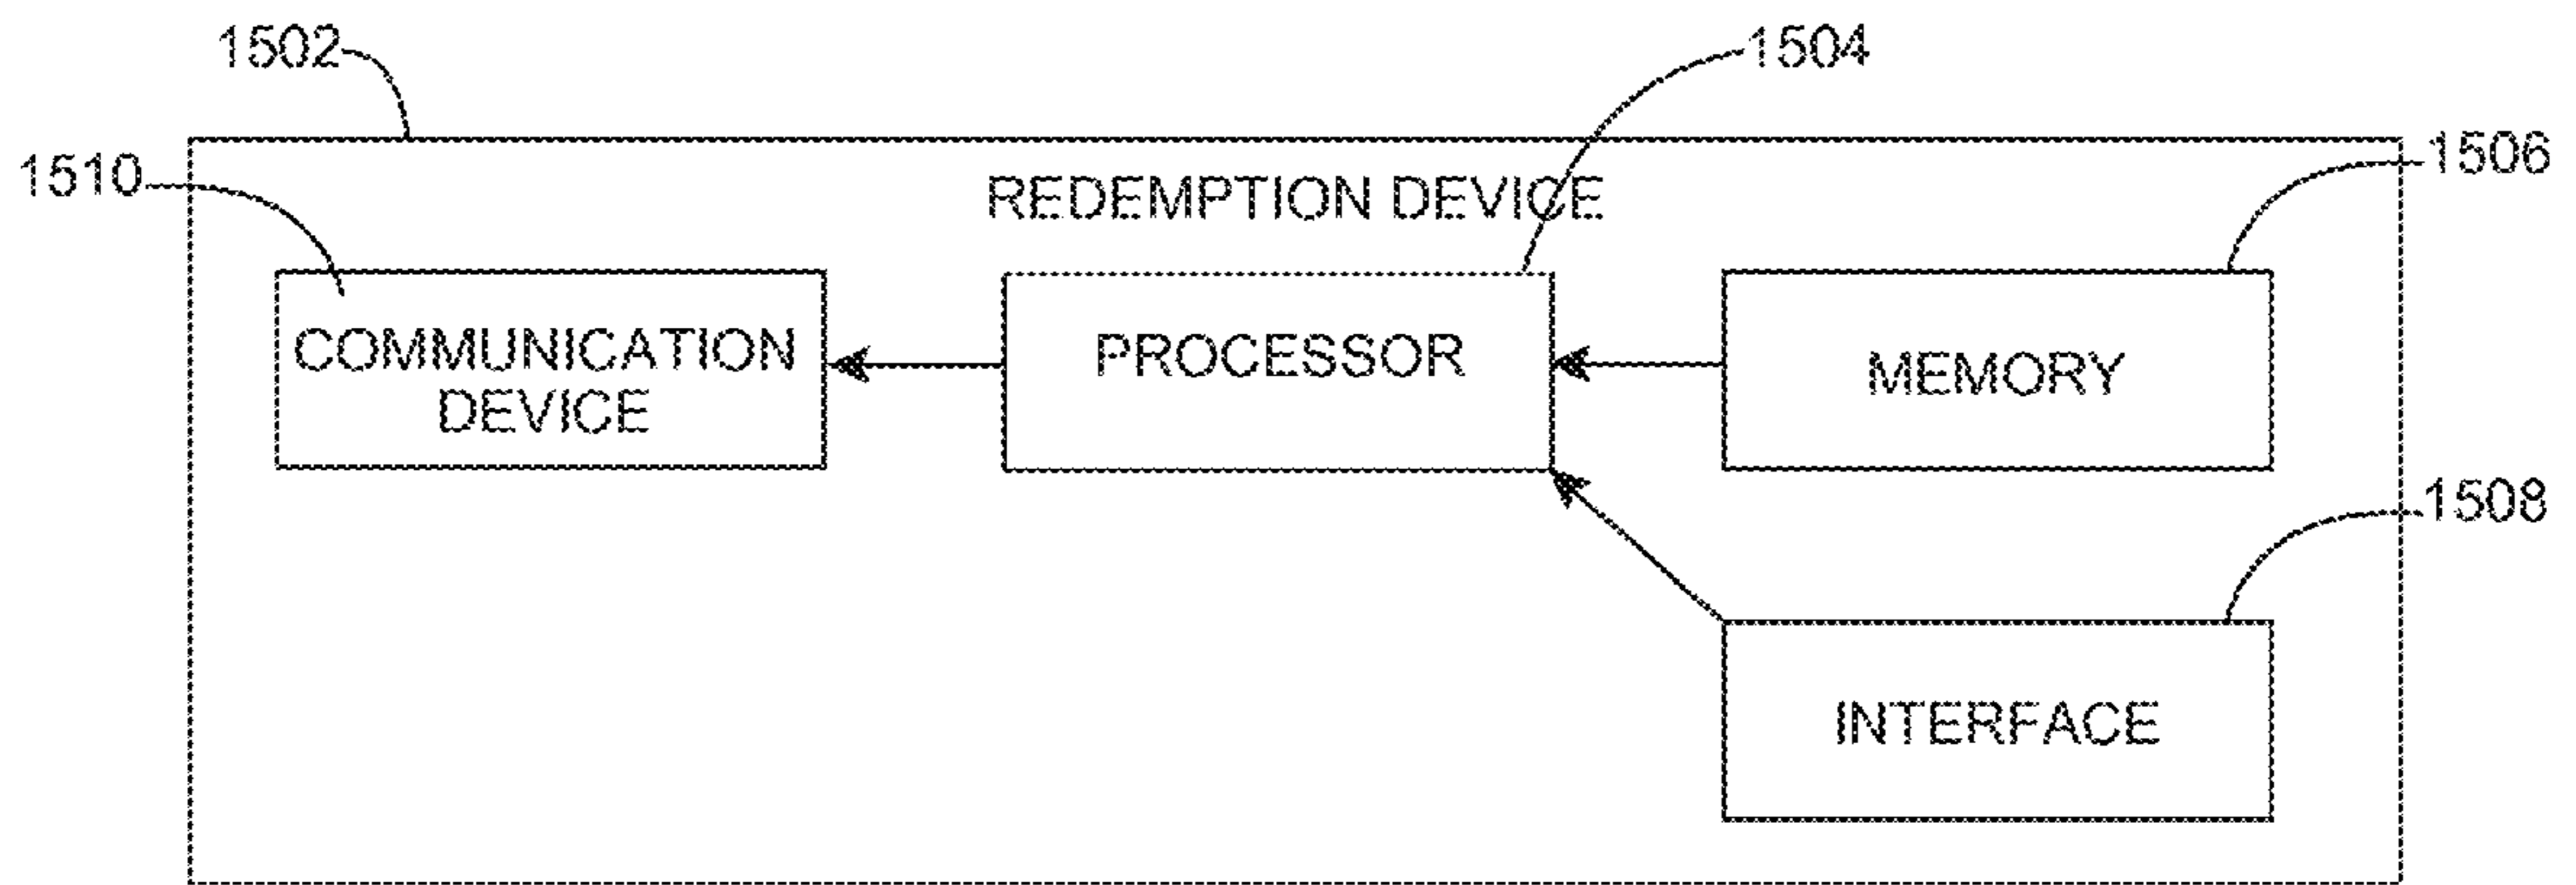 1502
1504
1510
REDEMPTION DEVICE
1506
COMMUNICATION
DEVICE
PROCESSOR
MEMORY
1508
INTERFACE